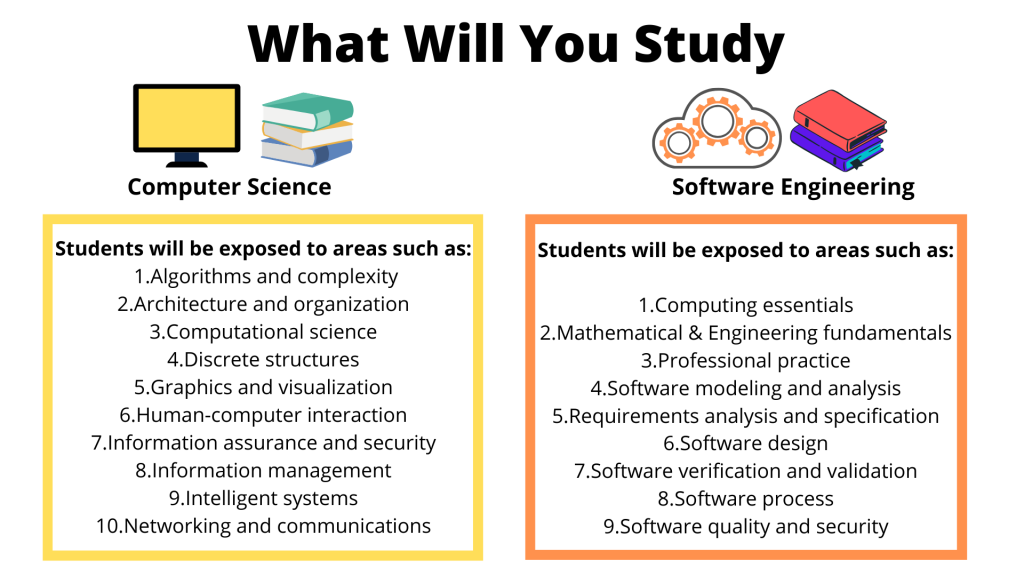 What Will You Study
Computer Science
Students will be exposed to areas such as:
1.Algorithms and complexity
2.Architecture and organization
3.Computational science
4.Discrete structures
5.Graphics and visualization
6.Human-computer interaction
7.Information assurance and security
8.Information management
9.Intelligent systems
10.Networking and communications
Software Engineering
Students will be exposed to areas such as:
1.Computing essentials
2.Mathematical & Engineering fundamentals
3.Professional practice
4.Software modeling and analysis
5.Requirements analysis and specification
6.Software design
7.Software verification and validation
8.Software process
9.Software quality and security